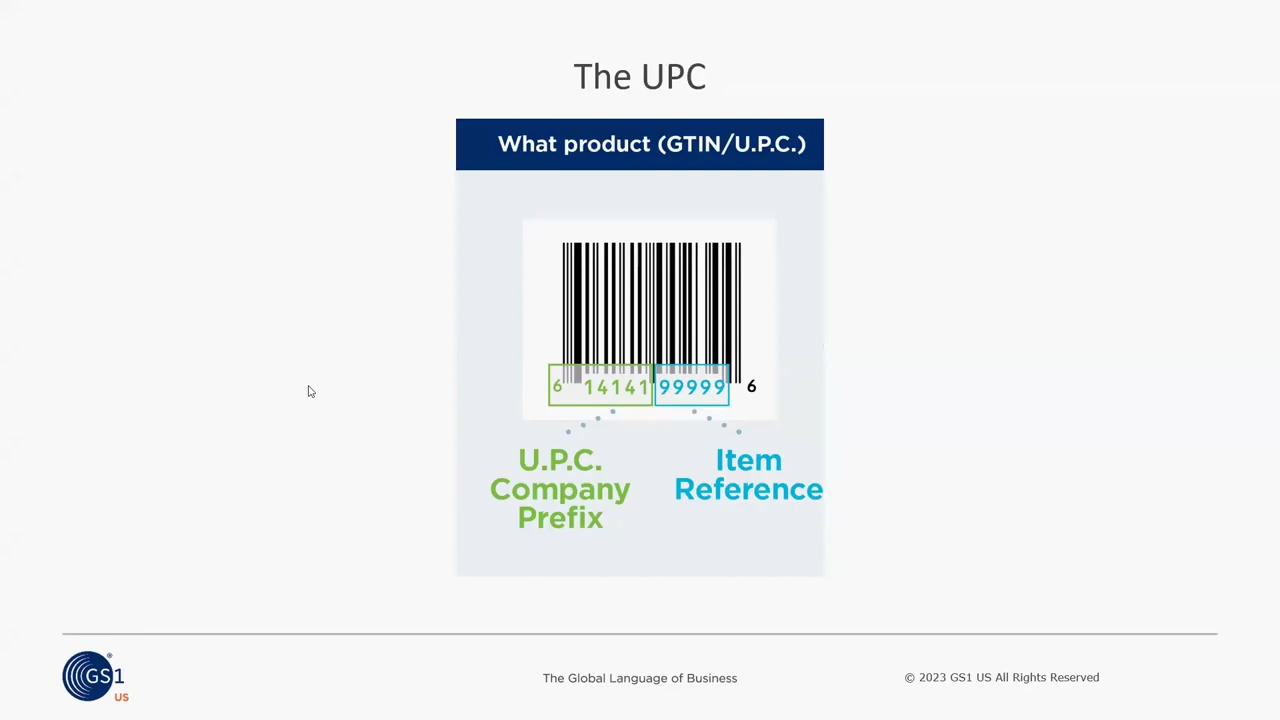 The UPC
What product (GTIN/U.P.C.)
6 14141 99999 6
U.P.C.
Company
Prefix
Item
Reference
GS1
US
The Global Language of Business
© 2023 GS1 US All Rights Reserved